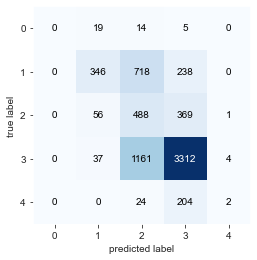 0 0 19 14 5 0
1 0 346 718 238 0
2 0 56 488 369 1
3 0 37 1161 3312 4
4 0 0 24 204 2
0 1 2 3 4
predicted label
true label